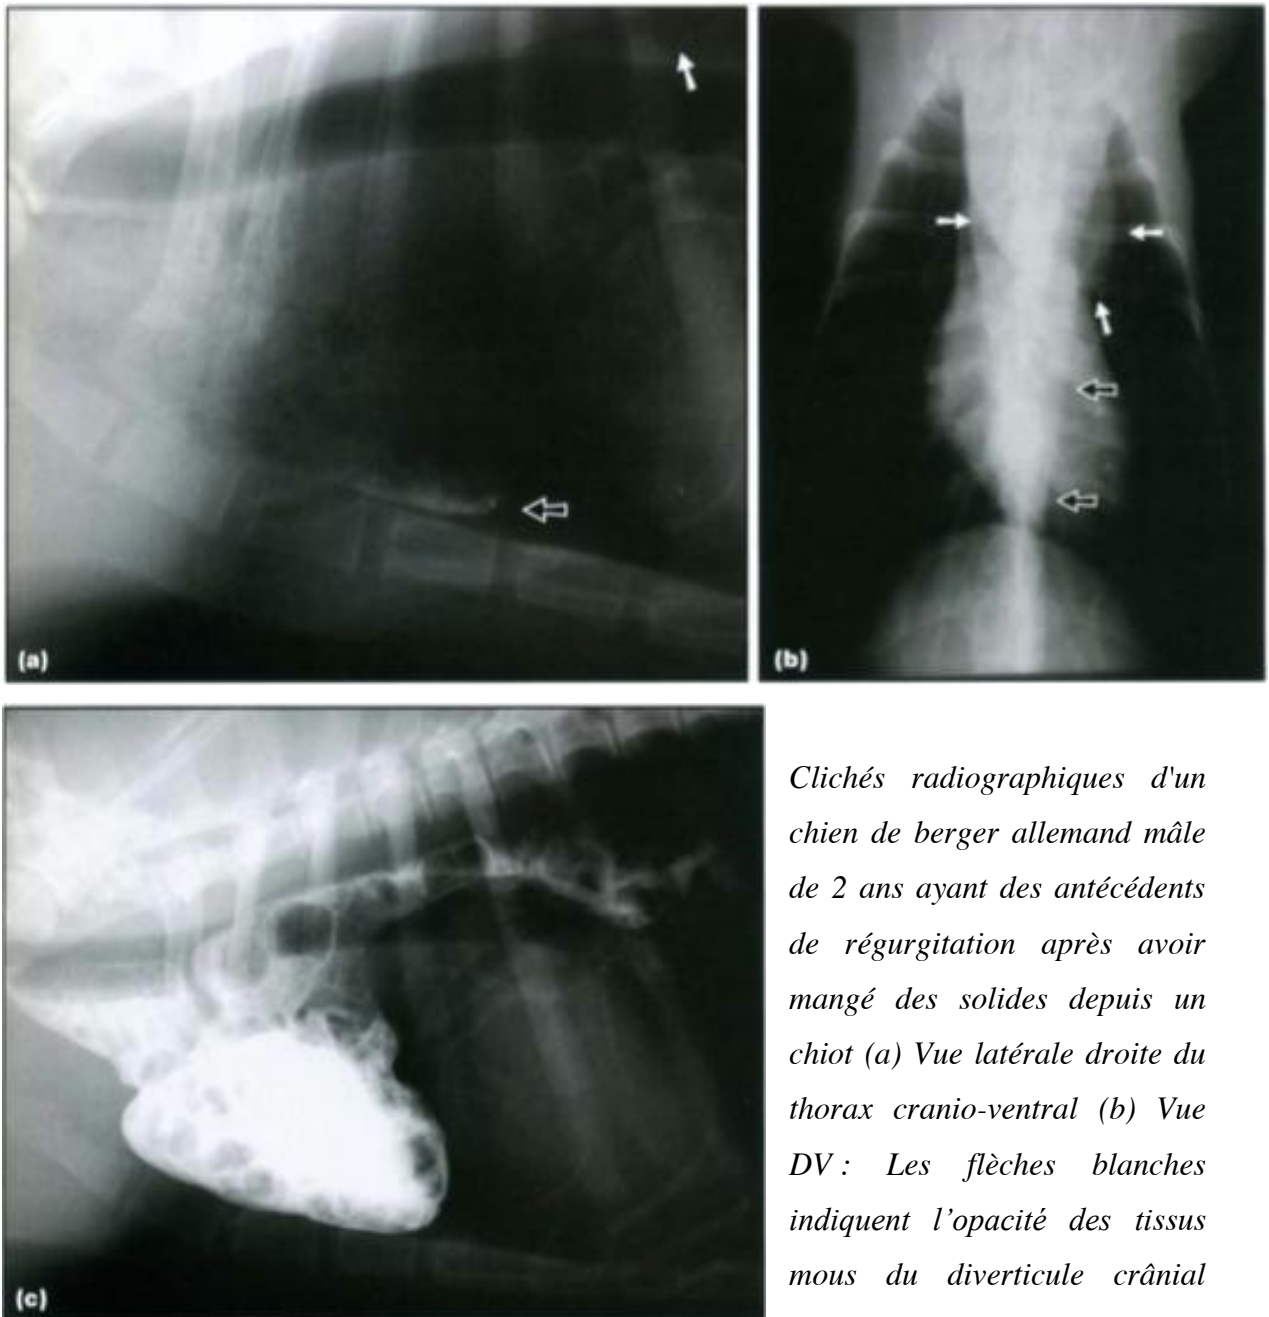 (a)
(b)
(c)
Clichés radiographiques d'un
chien de berger allemand mâle
de 2 ans ayant des antécédents
de régurgitation après avoir
mangé des solides depuis un
chiot (a) Vue latérale droite du
thorax cranio-ventral (b) Vue
DV : Les flèches blanches
indiquent l’opacité des tissus
mous du diverticule crânial